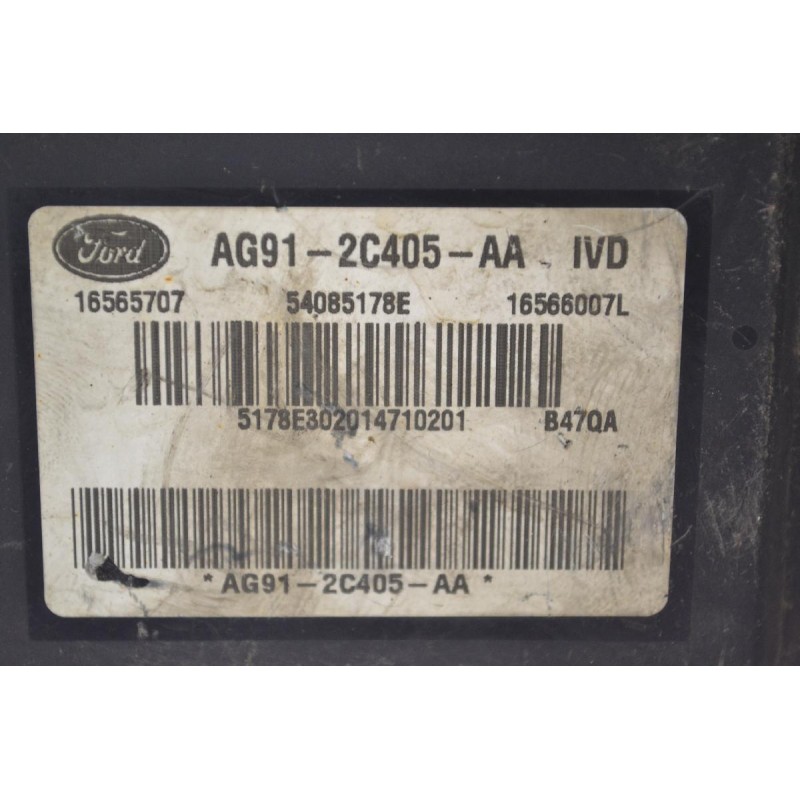 Ford AG91-2C405-AA IVD
16565707 54085178E 16566007L
5178E302014710201 B47QA
*AG91-2C405-AA*